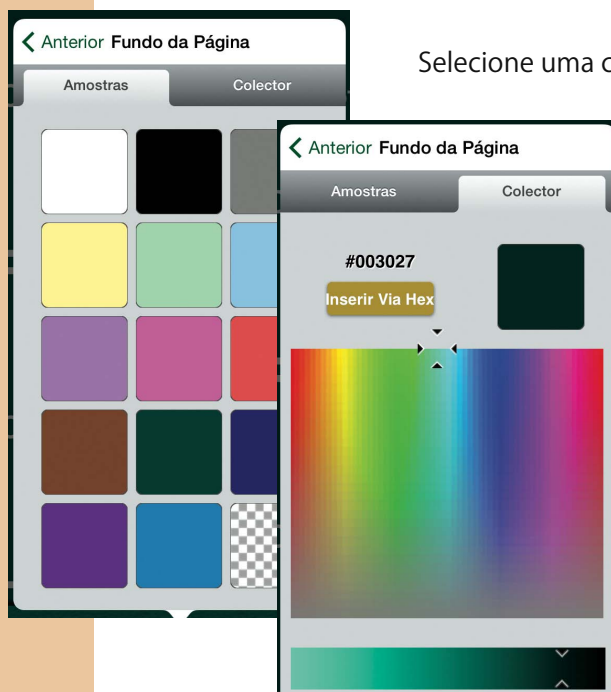 Anterior Fundo da Página
Amostras Colector
Selecione uma
Anterior Fundo da Página
Amostras Colector
#003027
Inserir Via Hex